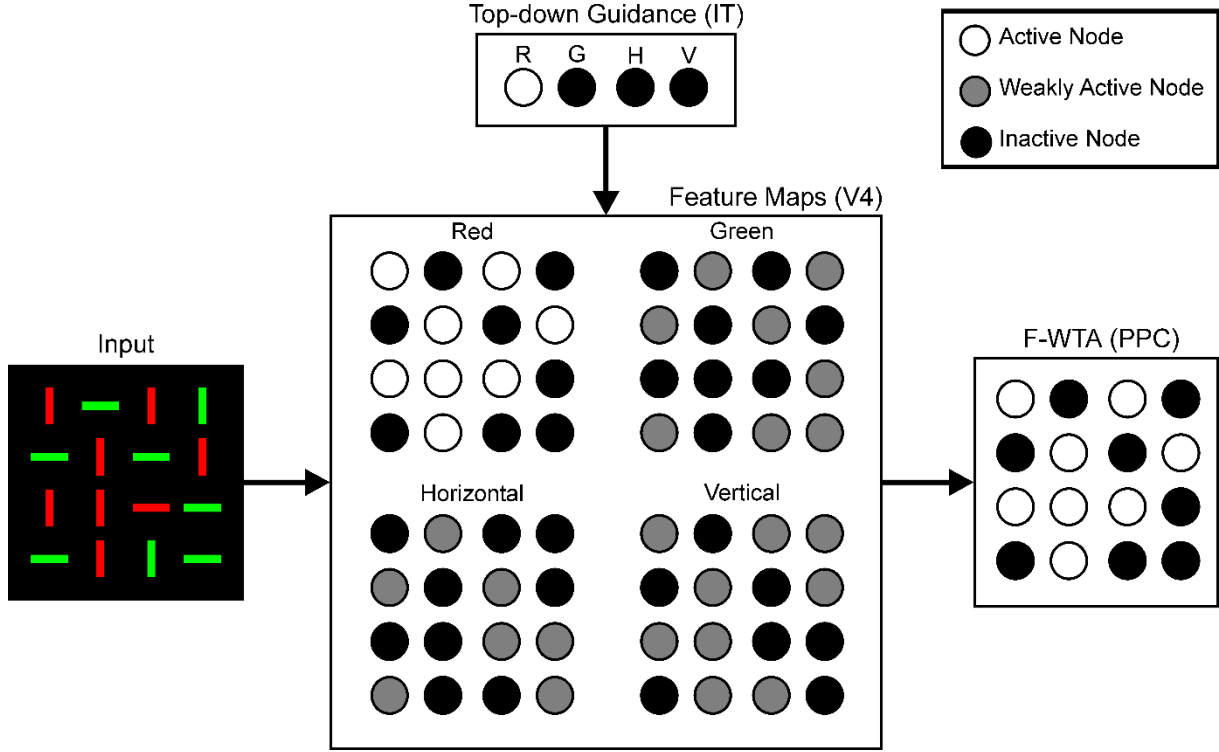 Top-down Guidance (IT)
R G H V
Active Node
Weakly Active Node
Inactive Node
Feature Maps (V4)
Red
Green
Input
F-WTA (PPC)
Horizontal
Vertical